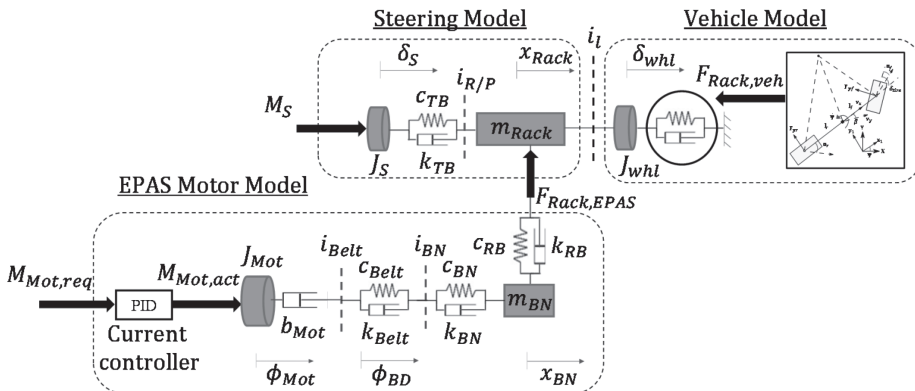 Steering Model
Vehicle Model
δ_S
x_Rack
i_l
δ_whl
F_Rack,veh
M_S
c_TB
i_R/P
m_Rack
J_S
k_TB
J_whl
EPAS Motor Model
F_Rack,EPAS
M_Mot,req
PID
Current
controller
M_Mot,act
J_Mot
b_Mot
i_Belt
c_Belt
k_Belt
i_BN
c_BN
k_BN
m_BN
c_RB
k_RB
ϕ_Mot
ϕ_BD
x_BN